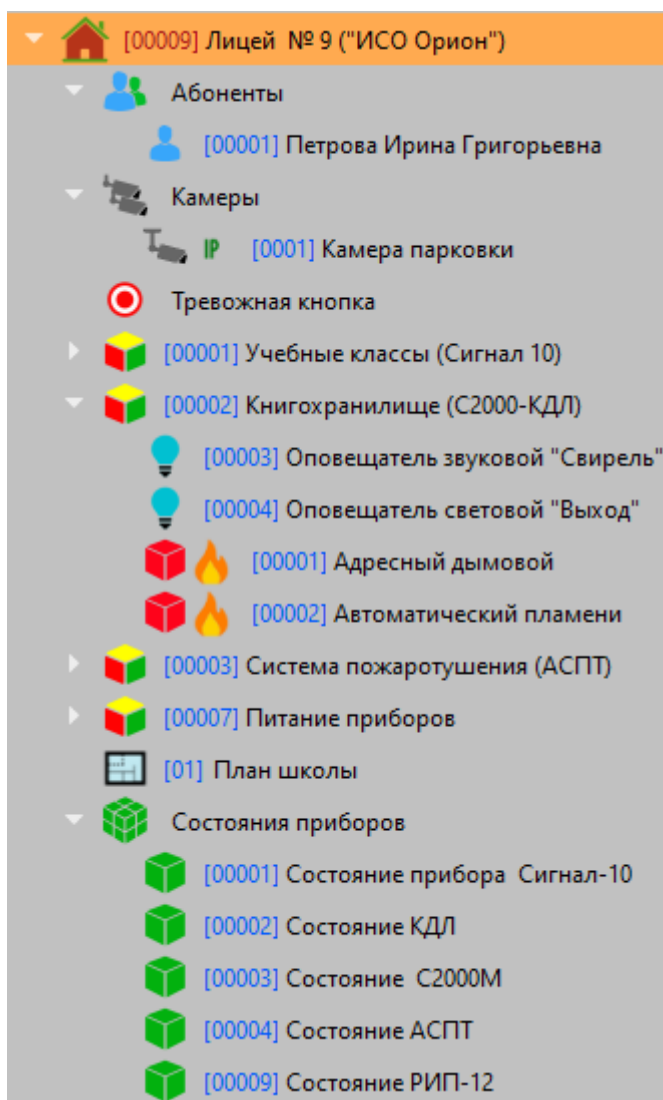 [00009] Лицей № 9 ("ИСО Орион")
Абоненты
[00001] Петрова Ирина Григорьевна
Камеры
IP [0001] Камера парковки
Тревожная кнопка
[00001] Учебные классы (Сигнал 10)
[00002] Книгохранилище (С2000-КДЛ)
[00003] Оповещатель звуковой "Свирель"
[00004] Оповещатель световой "Выход"
[00001] Адресный дымовой
[00002] Автоматический пламени
[00003] Система пожаротушения (АСПТ)
[00007] Питание приборов
[01] План школы
Состояния приборов
[00001] Состояние прибора Сигнал-10
[00002] Состояние КДЛ
[00003] Состояние С2000М
[00004] Состояние АСПТ
[00009] Состояние РИП-12